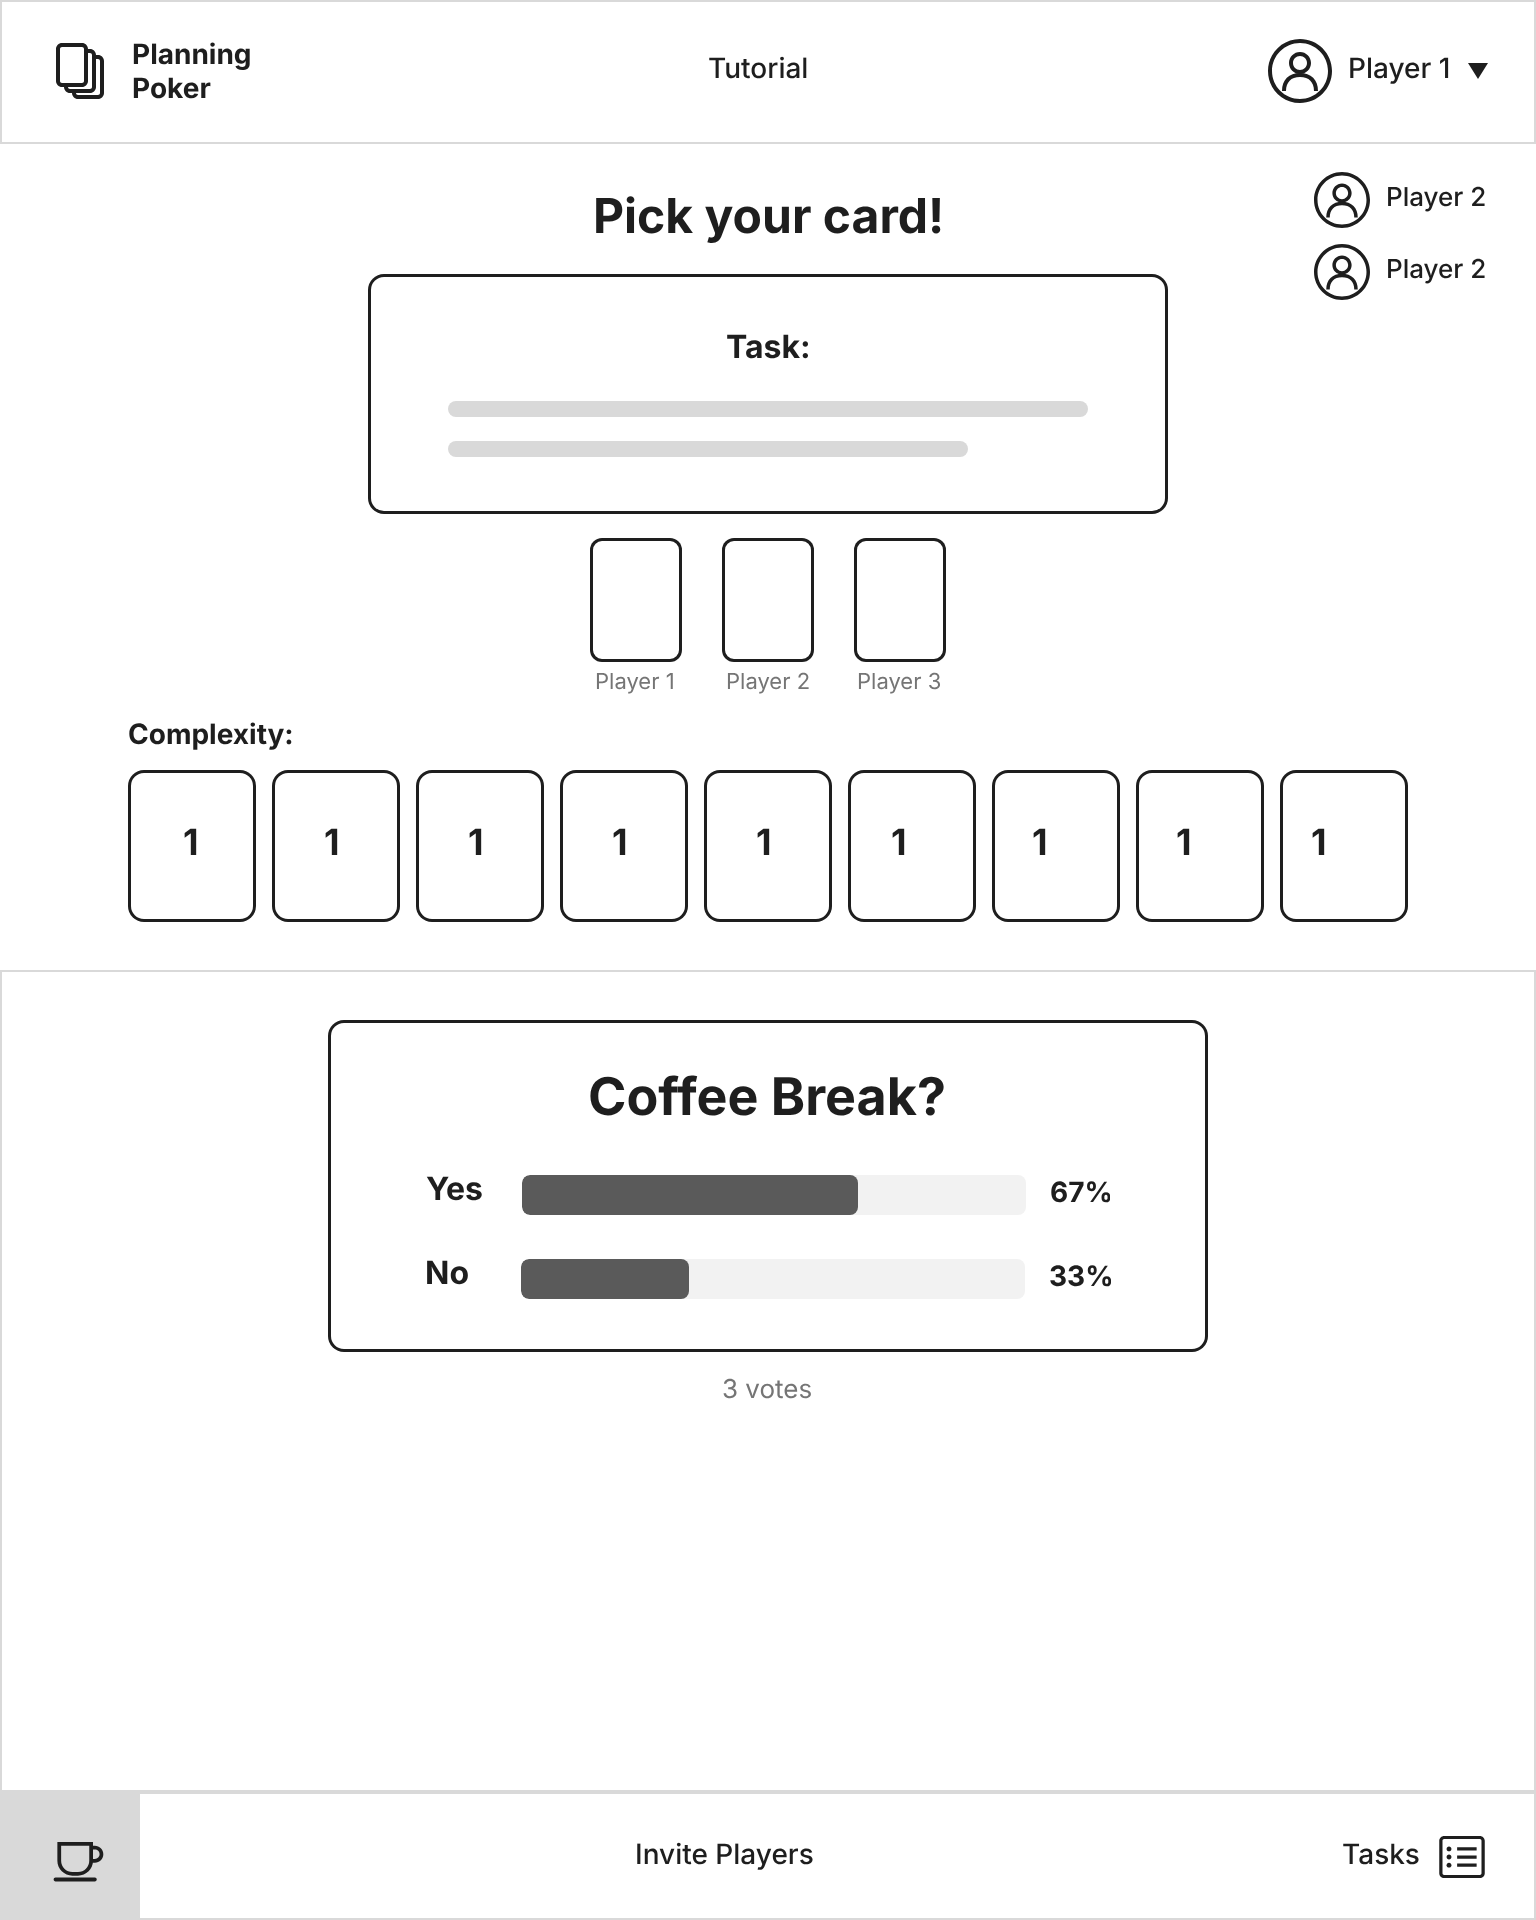 Planning
Poker
Tutorial
Player 1
Pick your card!
Player 2
Player 2
Task:
Player 1
Player 2
Player 3
Complexity:
1 1 1 1 1 1 1 1 1
Coffee Break?
Yes 67%
No 33%
3 votes
Invite Players
Tasks